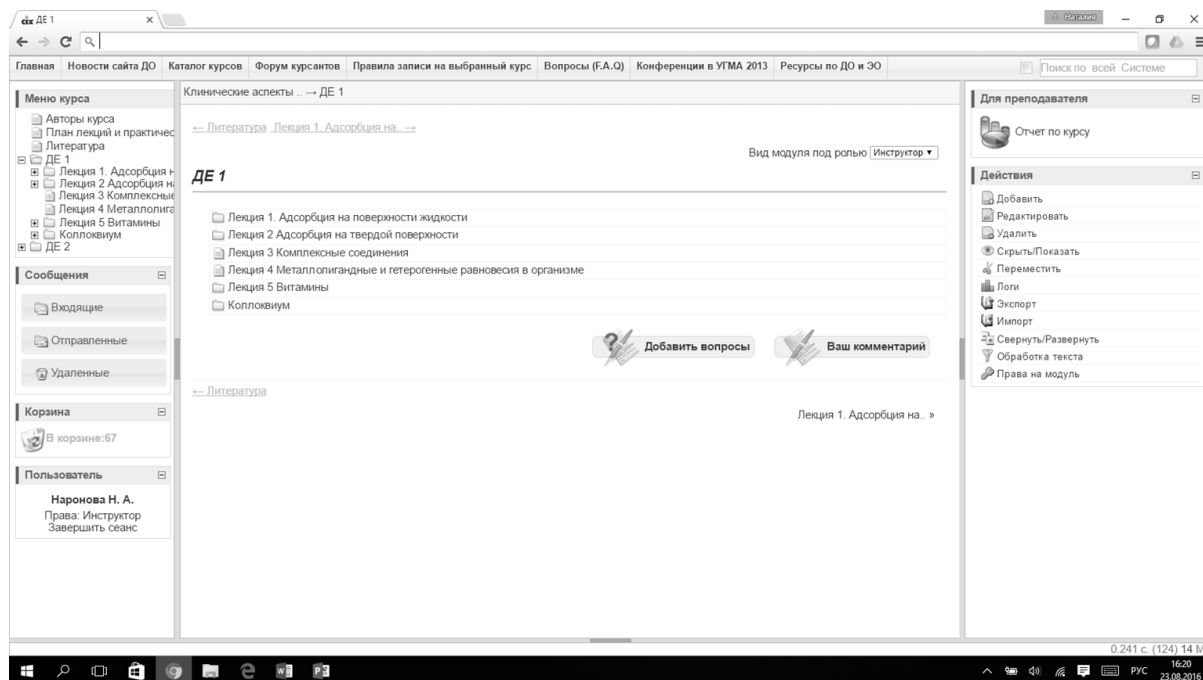 cix ДЕ 1
Наталия
Главная Новости сайта ДО Каталог курсов Форум курсантов Правила записи на выбранный курс Вопросы (F.A.Q) Конференции в УГМА 2013 Ресурсы по ДО и ЭО Поиск по всей Системе
Меню курса
Авторы курса
План лекций и практичес
Литература
ДЕ 1
Лекция 1. Адсорбция н
Лекция 2 Адсорбция на
Лекция 3 Комплексные
Лекция 4 Металлолига
Лекция 5 Витамины
Коллоквиум
ДЕ 2
Сообщения
Входящие
Отправленные
Удаленные
Корзина
В корзине:67
Пользователь
Наронова Н. А.
Права: Инструктор
Завершить сеанс
Клинические аспекты .. → ДЕ 1
← Литература Лекция 1. Адсорбция на.. →
Вид модуля под ролью Инструктор
ДЕ 1
Лекция 1. Адсорбция на поверхности жидкости
Лекция 2 Адсорбция на твердой поверхности
Лекция 3 Комплексные соединения
Лекция 4 Металлолигандные и гетерогенные равновесия в организме
Лекция 5 Витамины
Коллоквиум
Добавить вопросы Ваш комментарий
← Литература
Лекция 1. Адсорбция на.. »
Для преподавателя
Отчет по курсу
Действия
Добавить
Редактировать
Удалить
Скрыть/Показать
Переместить
Логи
Экспорт
Импорт
Свернуть/Развернуть
Обработка текста
Права на модуль
0.241 с. (124) 14 М
РУС 16:20
23.08.2016